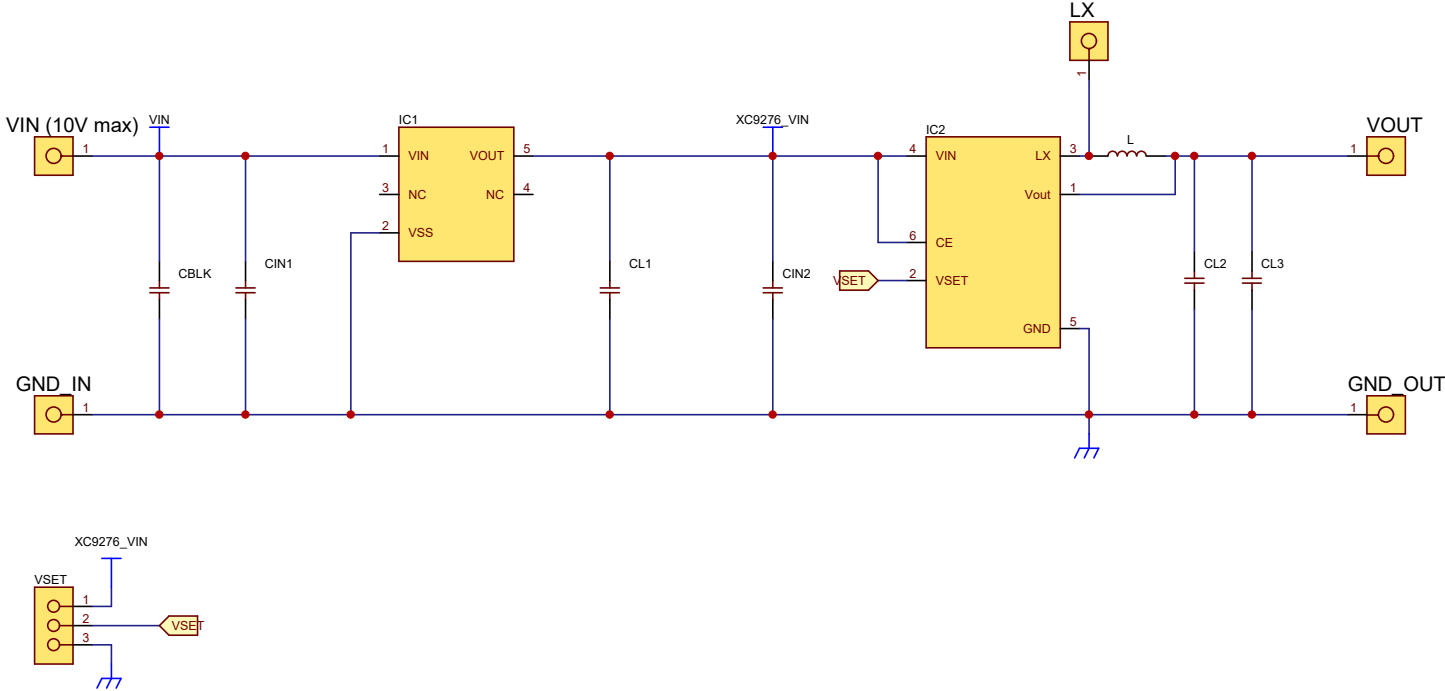 LX
1
VIN (10V max)
VIN
1
IC1
1 VIN VOUT 5
3 NC NC 4
2 VSS
XC9276_VIN
IC2
4 VIN LX 3
Vout 1
6 CE
2 VSET
GND 5
VSET
L
VOUT
1
CBLK
CIN1
CL1
CIN2
CL2
CL3
GND_IN
1
GND_OUT
1
XC9276_VIN
VSET
1
2
3
VSET